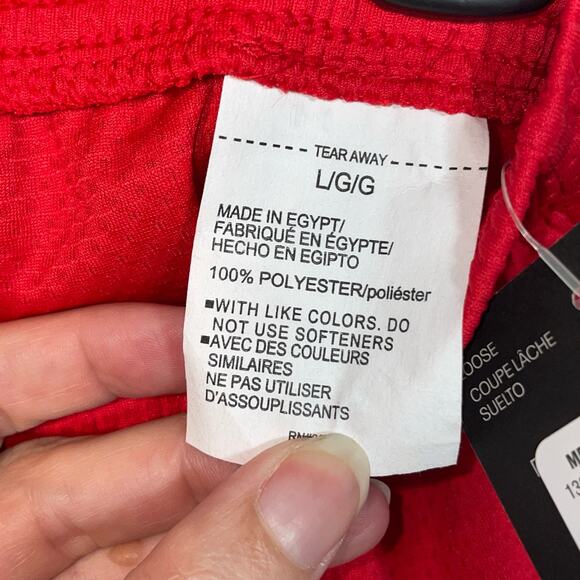 TEAR AWAY
L/G/G
MADE IN EGYPT/
FABRIQUÉ EN ÉGYPTE/
HECHO EN EGIPTO
100% POLYESTER/poliéster
▪WITH LIKE COLORS. DO
NOT USE SOFTENERS
▪AVEC DES COULEURS
SIMILAIRES
NE PAS UTILISER
D'ASSOUPLISSANTS
OOSE
COUPE LÂCHE
SUELTO